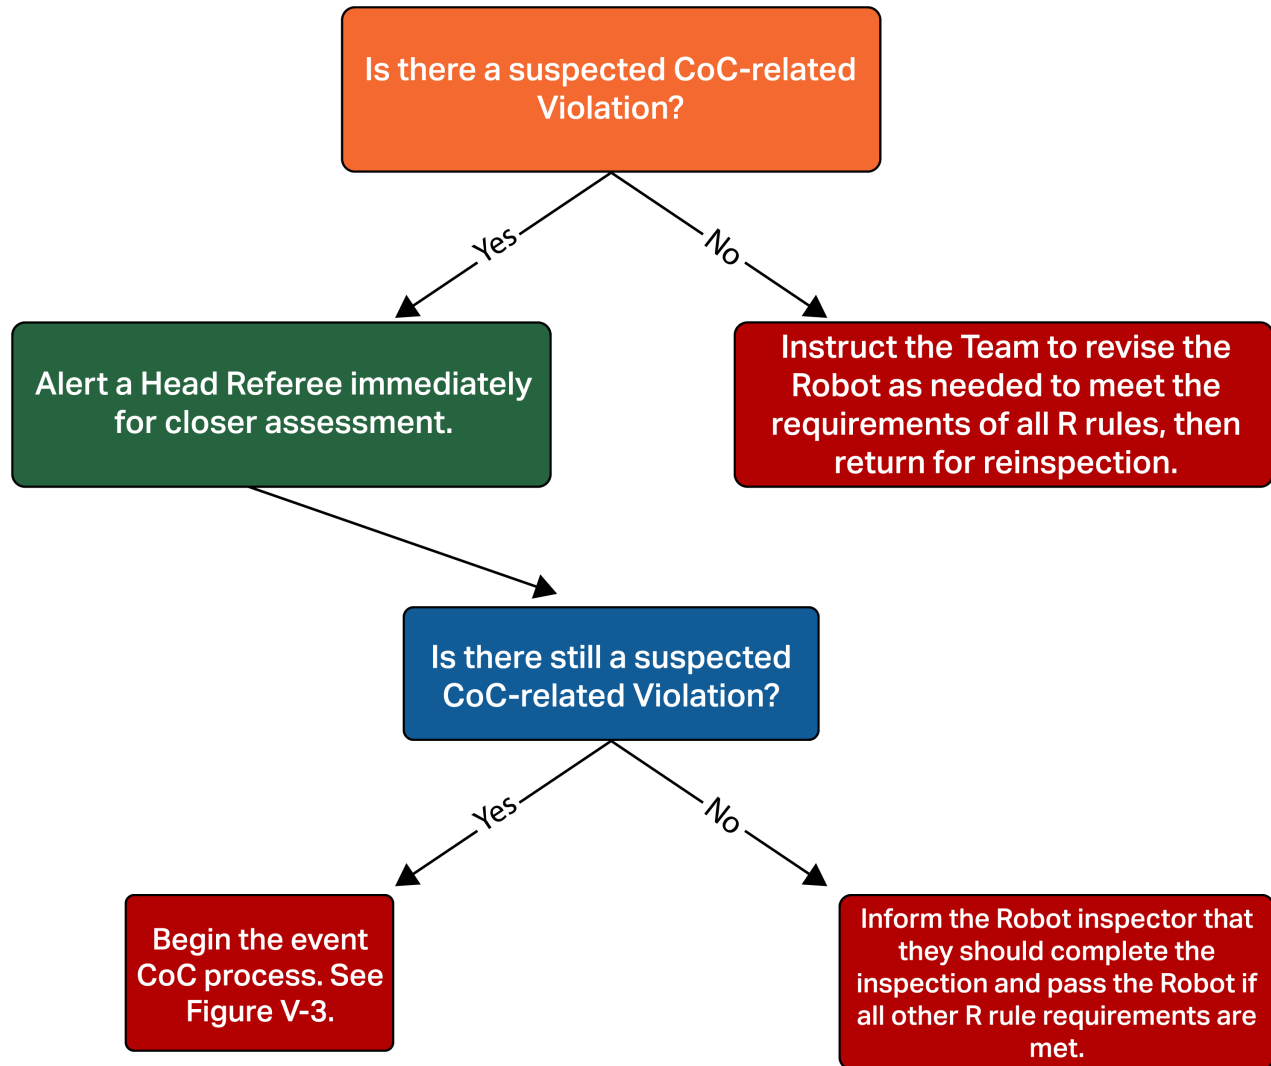 Is there a suspected CoC-related
Violation?
Yes
No
Alert a Head Referee immediately
for closer assessment.
Instruct the Team to revise the
Robot as needed to meet the
requirements of all R rules, then
return for reinspection.
Is there still a suspected
CoC-related Violation?
Yes
No
Begin the event
CoC process. See
Figure V-3.
Inform the Robot inspector that
they should complete the
inspection and pass the Robot if
all other R rule requirements are
met.